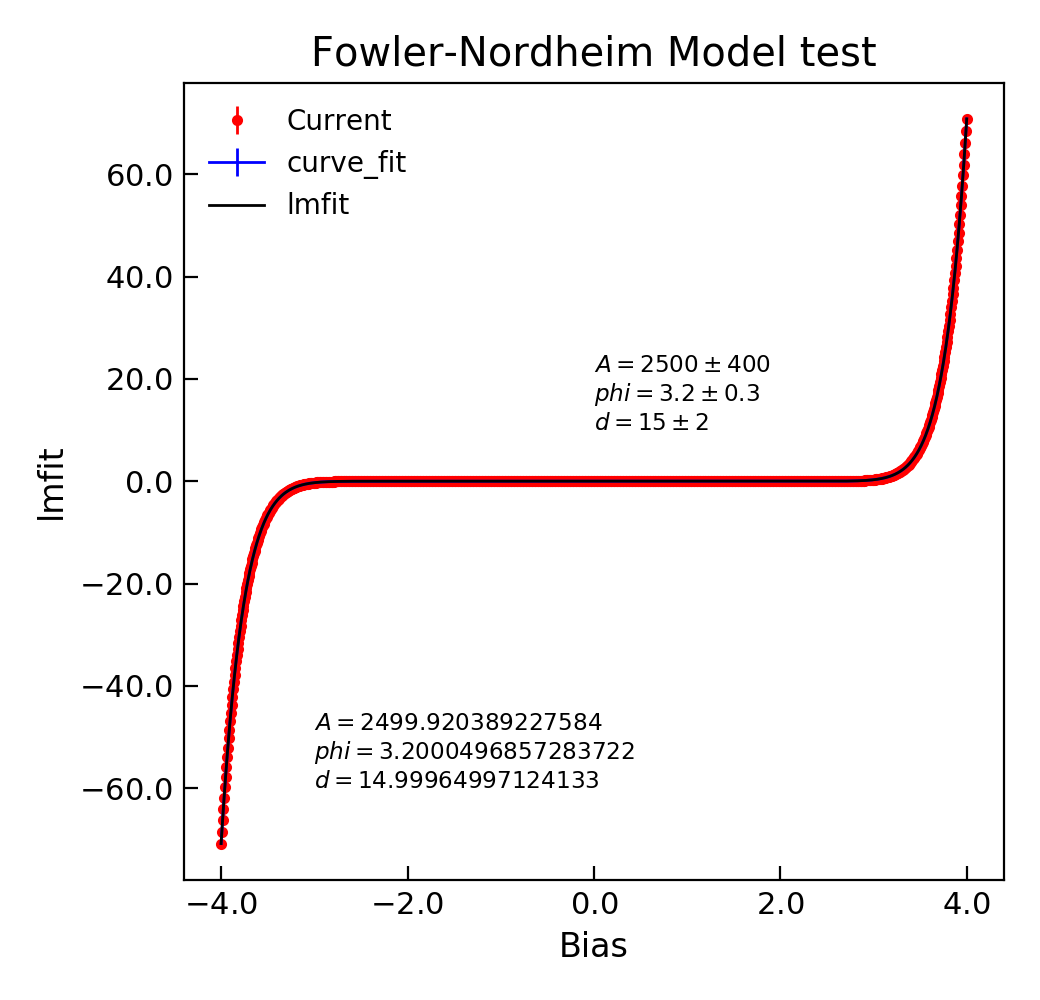 Fowler-Nordheim Model test
Current
curve_fit
lmfit
60.0
40.0
20.0
0.0
−20.0
−40.0
−60.0
lmfit
A = 2500 ± 400
phi = 3.2 ± 0.3
d = 15 ± 2
A = 2499.920389227584
phi = 3.2000496857283722
d = 14.99964997124133
−4.0
−2.0
0.0
2.0
4.0
Bias